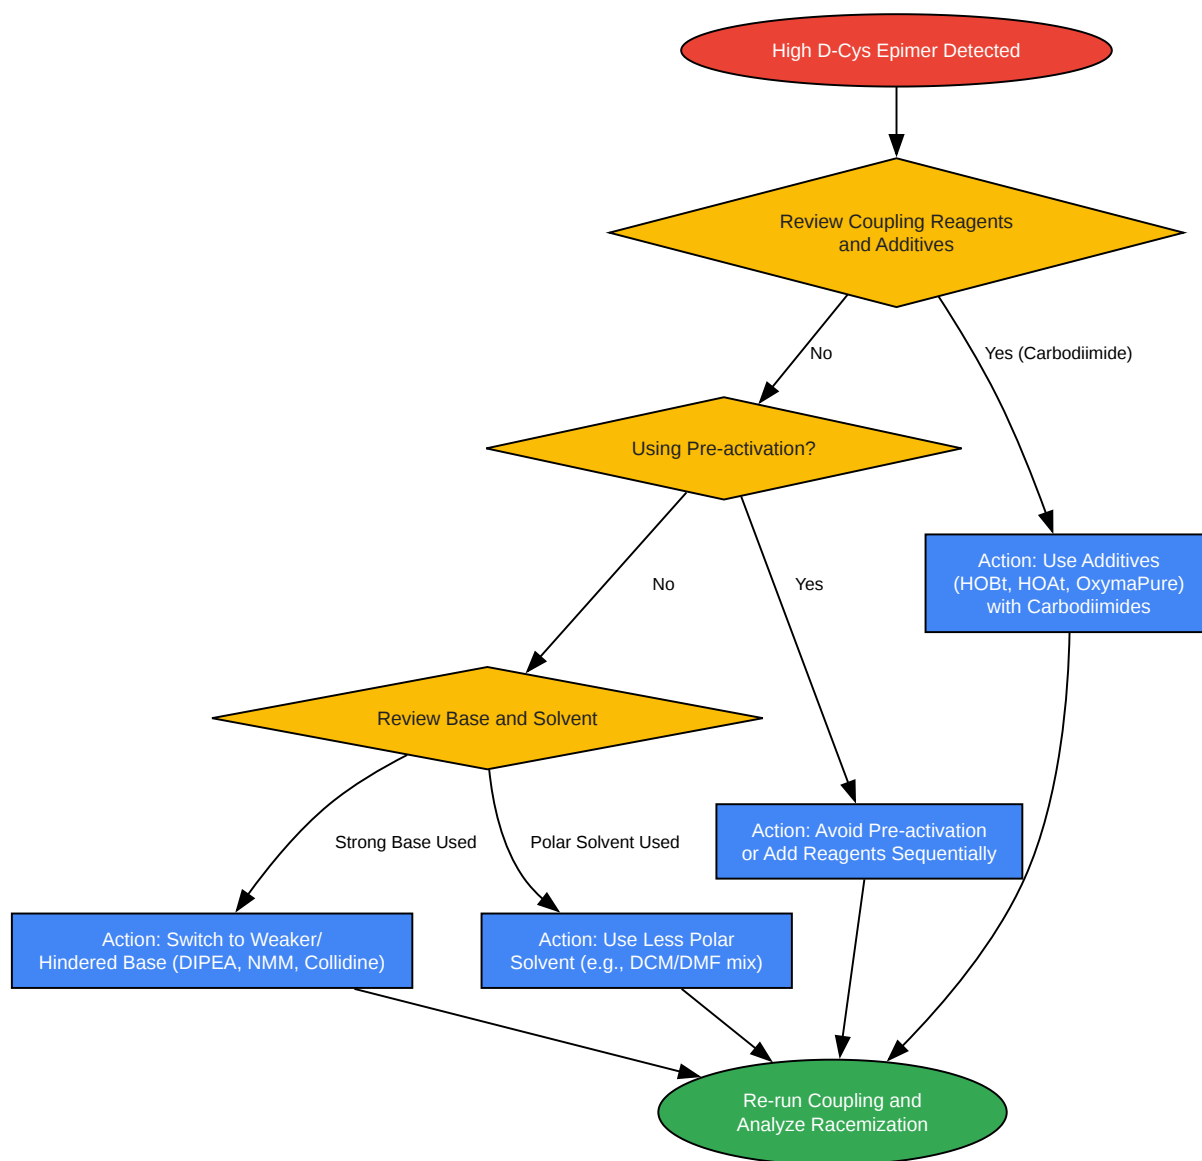 High D-Cys Epimer Detected
Review Coupling Reagents
and Additives
No
Yes (Carbodiimide)
Using Pre-activation?
Action: Use Additives
(HOBt, HOAt, OxymaPure)
with Carbodiimides
No
Yes
Review Base and Solvent
Strong Base Used
Polar Solvent Used
Action: Avoid Pre-activation
or Add Reagents Sequentially
Action: Switch to Weaker/
Hindered Base (DIPEA, NMM, Collidine)
Action: Use Less Polar
Solvent (e.g., DCM/DMF mix)
Re-run Coupling and
Analyze Racemization